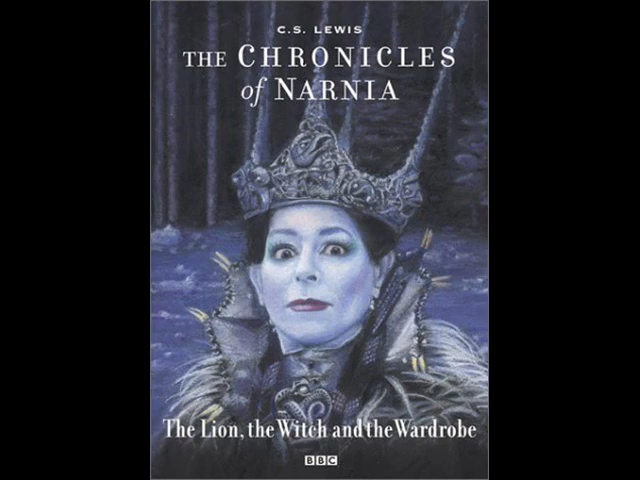 C.S. LEWIS
THE CHRONICLES
of NARNIA
The Lion, the Witch and the Wardrobe
BBC